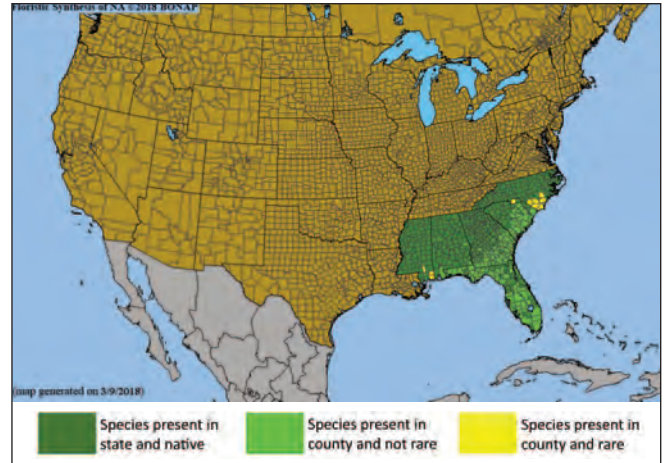 Floristic Synthesis of NA ©2018 BONAP
(map generated on 3/9/2018)
Species present in
state and native
Species present in
county and not rare
Species present in
county and rare